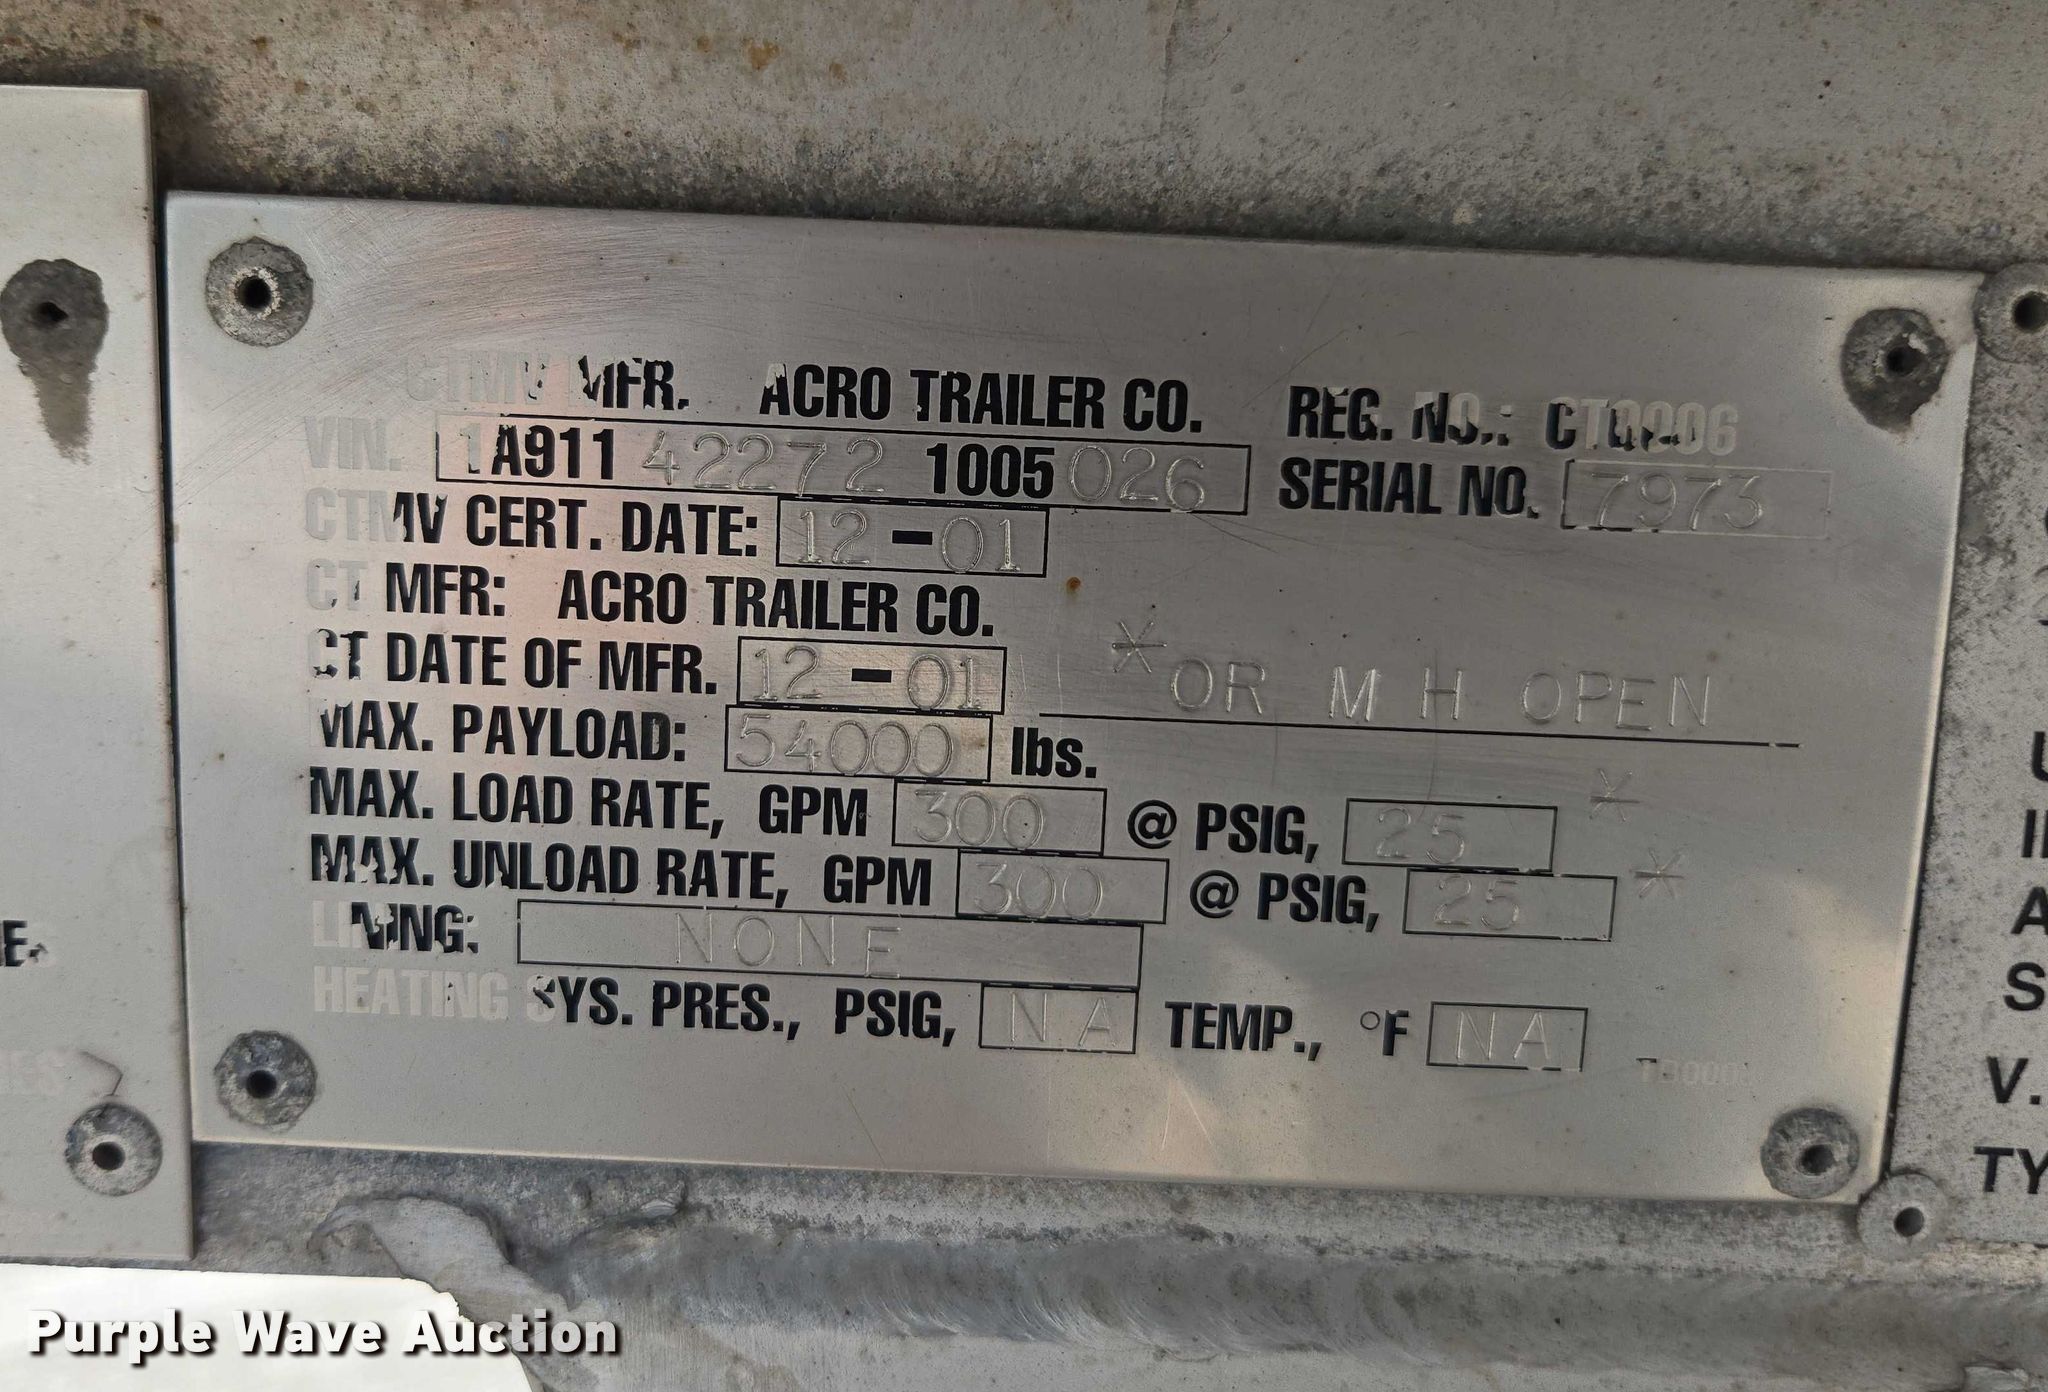 CTMV MFR. ACRO TRAILER CO. REG. NO.: CT0006
VIN. 1A911 42272 1005 026 SERIAL NO. 7973
CTMV CERT. DATE: 12-01
CT MFR: ACRO TRAILER CO.
CT DATE OF MFR. 12-01 *OR M H OPEN
MAX. PAYLOAD: 54000 lbs.
MAX. LOAD RATE, GPM 300 @ PSIG, 25 *
MAX. UNLOAD RATE, GPM 300 @ PSIG, 25 *
LINING: NONE
HEATING SYS. PRES., PSIG, NA TEMP., °F NA
V.
TY
Purple Wave Auction